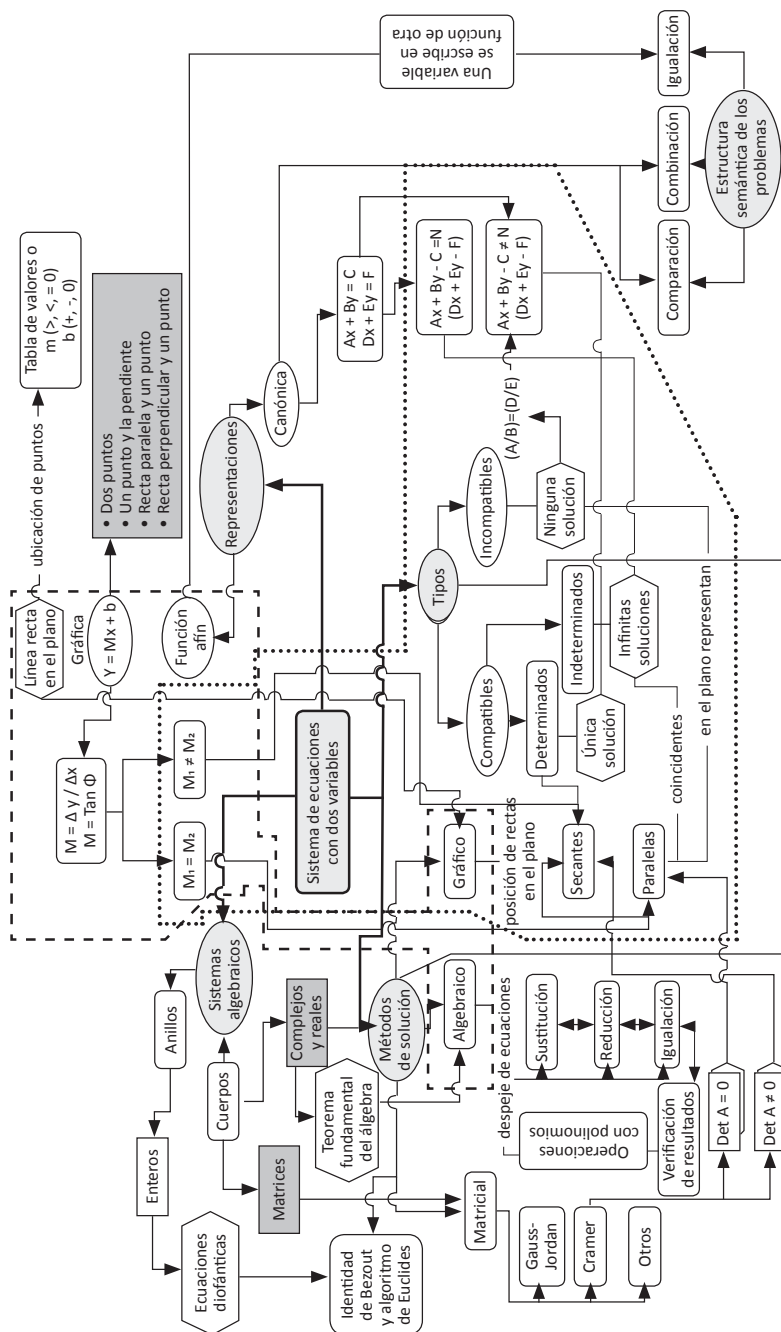 Línea recta
en el plano
ubicación de puntos
Tabla de valores o
m (>, <, = 0)
b (+, -, 0)
Gráfica
Y = Mx + b
• Dos puntos
• Un punto y la pendiente
• Recta paralela y un punto
• Recta perpendicular y un punto
M = Δ y / Δx
M = Tan Φ
M₁ = M₂
M₁ ≠ M₂
Función
afín
Representaciones
Canónica
Una variable
se escribe en
función de otra
Enteros
Anillos
Sistemas
algebraicos
Cuerpos
Sistema de ecuaciones
con dos variables
Ax + By = C
Dx + Ey = F
Ecuaciones
diofánticas
Matrices
Complejos
y reales
Teorema
fundamental
del álgebra
Métodos
de solución
Tipos
Compatibles
Incompatibles
(A/B)=(D/E)
Ax + By - C =N
(Dx + Ey - F)
Ax + By - C ≠ N
(Dx + Ey - F)
Identidad
de Bezout
y algoritmo
de Euclides
Matricial
Algebraico
Gráfico
Determinados
Indeterminados
Ninguna
solución
Única
solución
Infinitas
soluciones
despeje de ecuaciones
posición de rectas
en el plano
Gauss-
Jordan
Cramer
Otros
Operaciones
con polinomios
Sustitución
Reducción
Igualación
Verificación
de resultados
Secantes
Paralelas
coincidentes
en el plano representan
Det A = 0
Det A ≠ 0
Comparación
Combinación
Igualación
Estructura
semántica de los
problemas